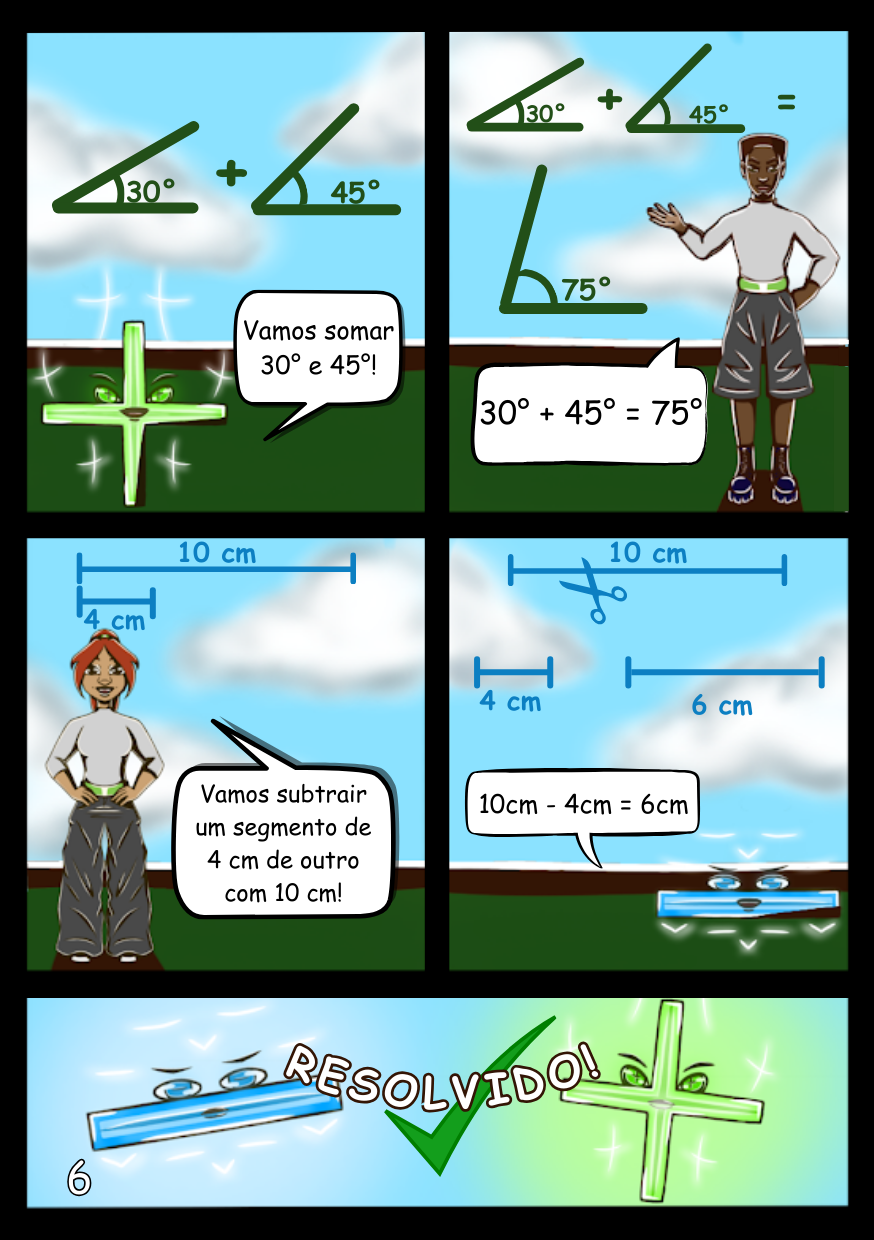 30° + 45°
Vamos somar
30° e 45°!
30° + 45° =
75°
30° + 45° = 75°
10 cm
4 cm
Vamos subtrair
um segmento de
4 cm de outro
com 10 cm!
10 cm
4 cm
6 cm
10cm - 4cm = 6cm
RESOLVIDO!
6